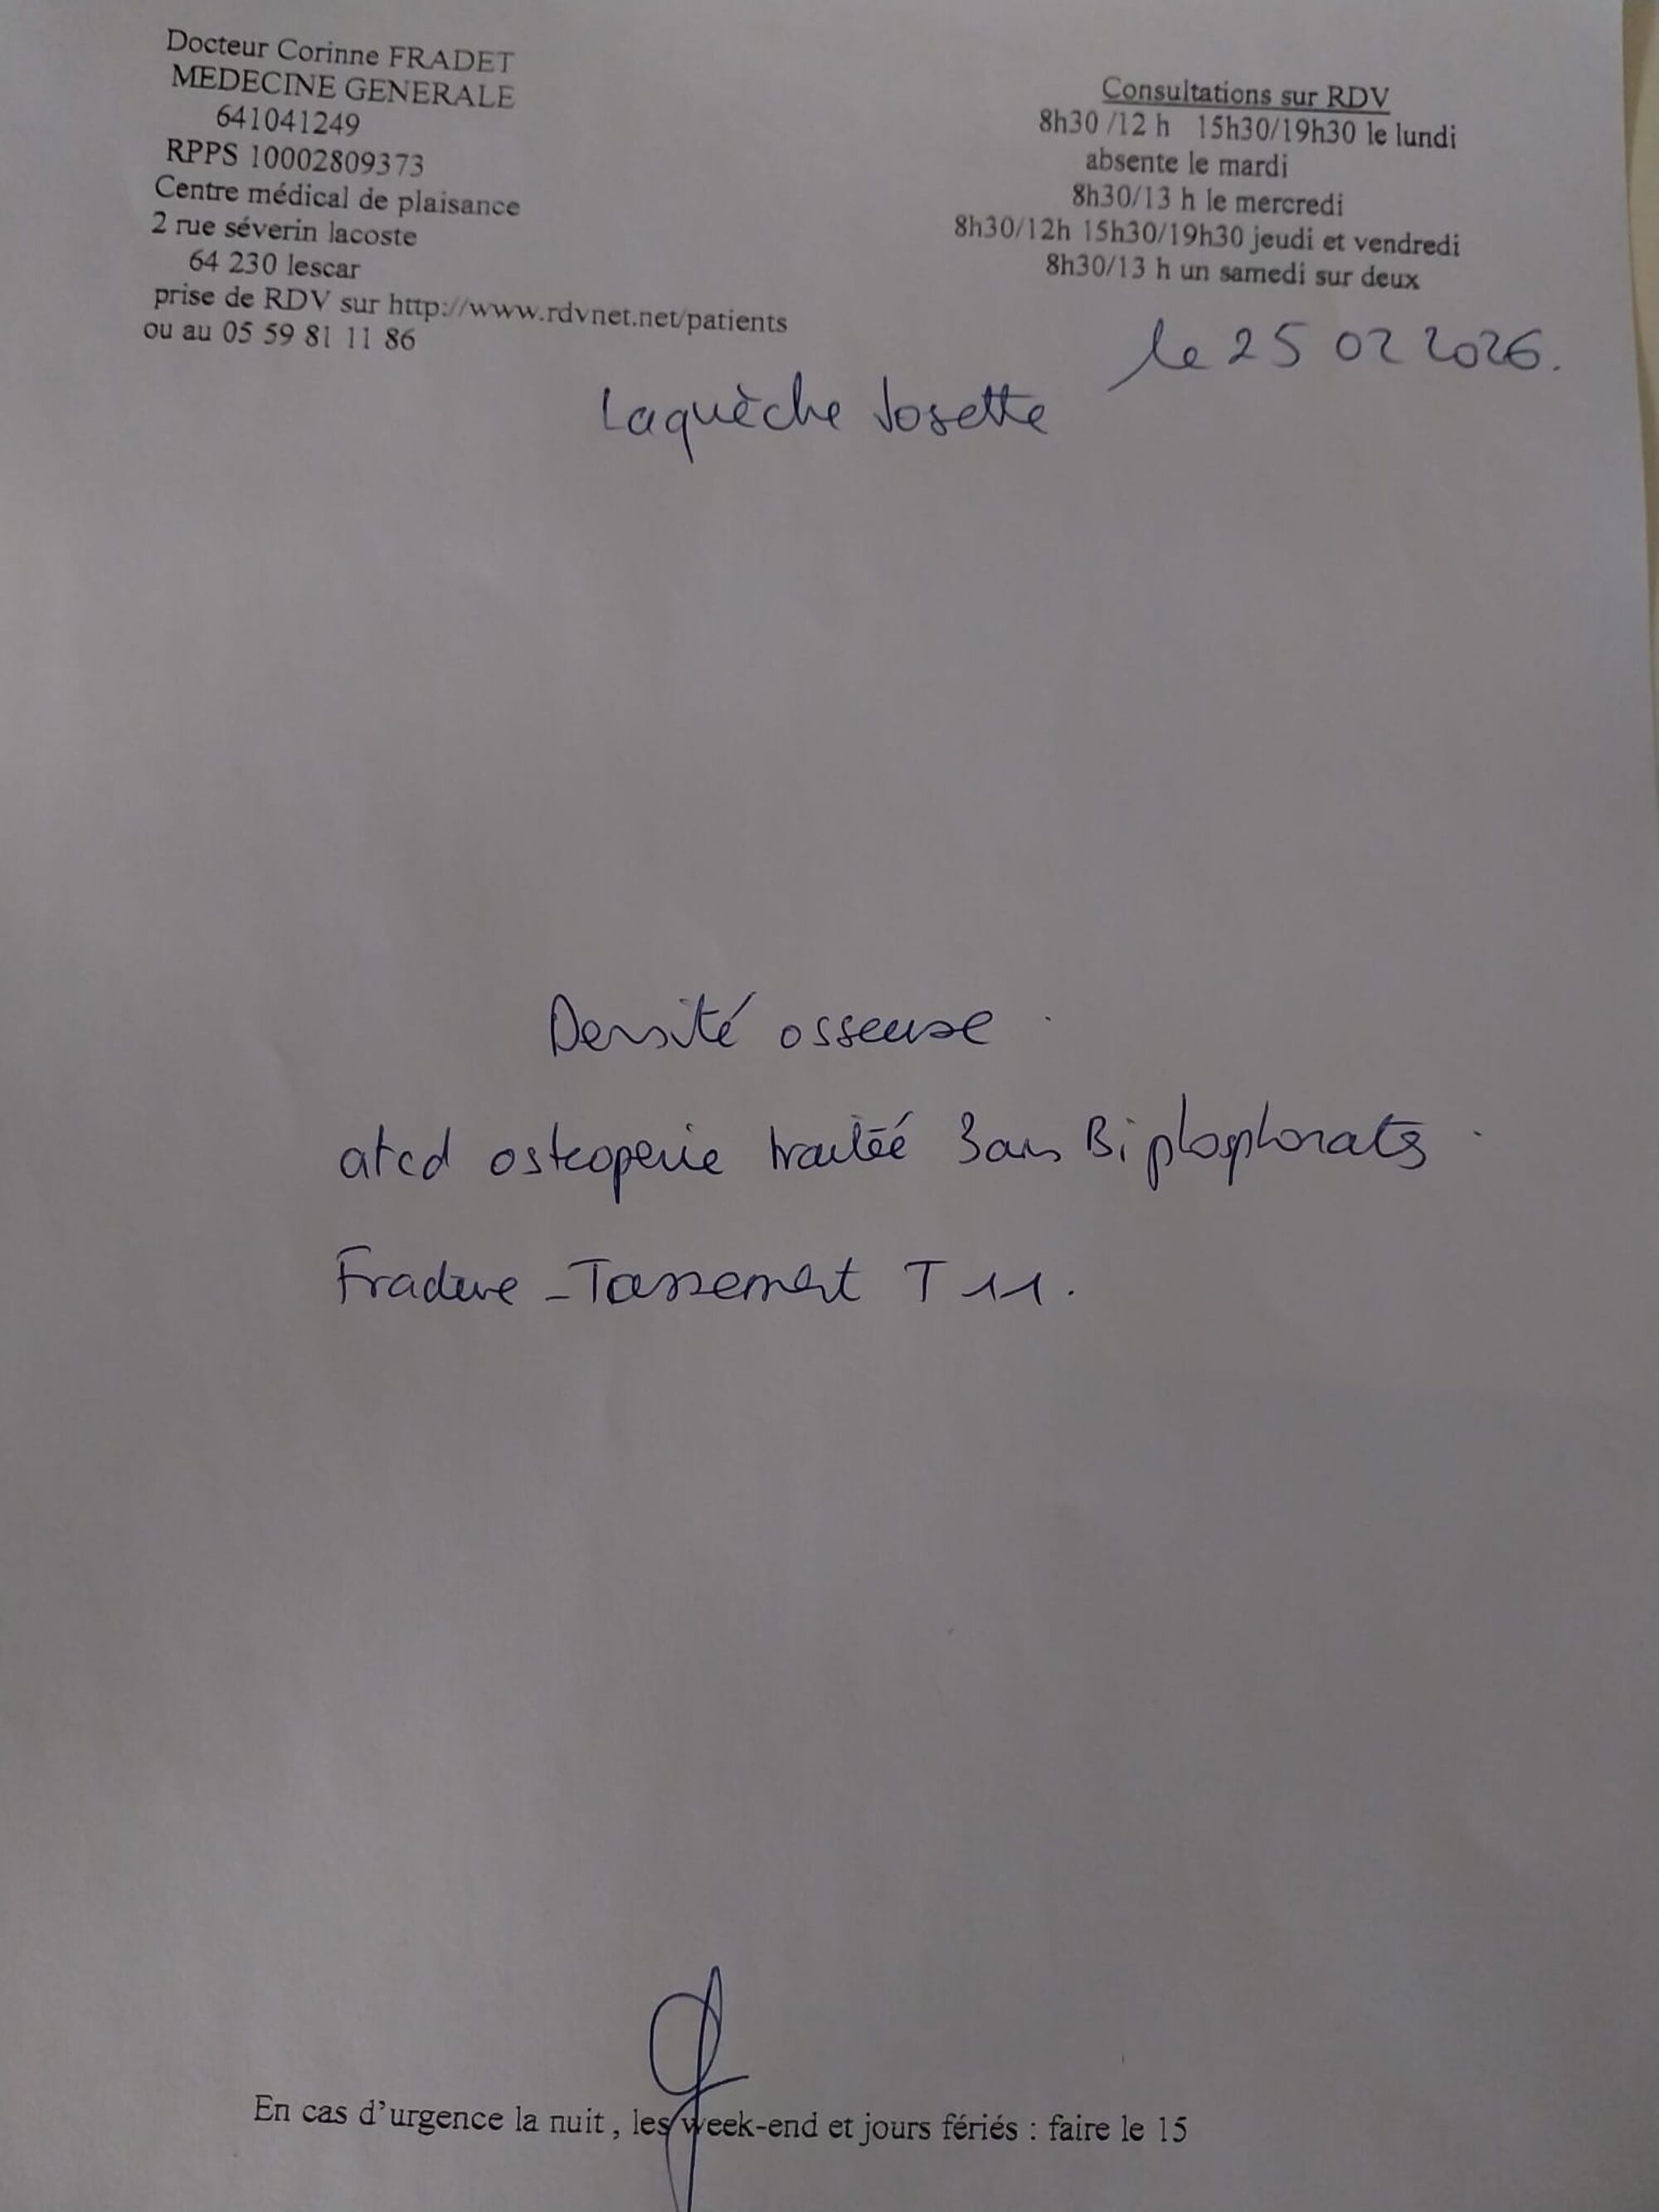 Docteur Corinne FRADET
MEDECINE GENERALE
641041249
RPPS 10002809373
Centre médical de plaisance
2 rue séverin lacoste
64 230 lescar
prise de RDV sur http://www.rdvnet.net/patients
ou au 05 59 81 11 86
Consultations sur RDV
8h30 /12 h 15h30/19h30 le lundi
absente le mardi
8h30/13 h le mercredi
8h30/12h 15h30/19h30 jeudi et vendredi
8h30/13 h un samedi sur deux
le 25 02 2026.
Laquèche Josette
Densité osseuse
atcd osteopenie traitée Biphosphonates
Fracture - Tassement T 11.
En cas d'urgence la nuit , les week-end et jours fériés : faire le 15